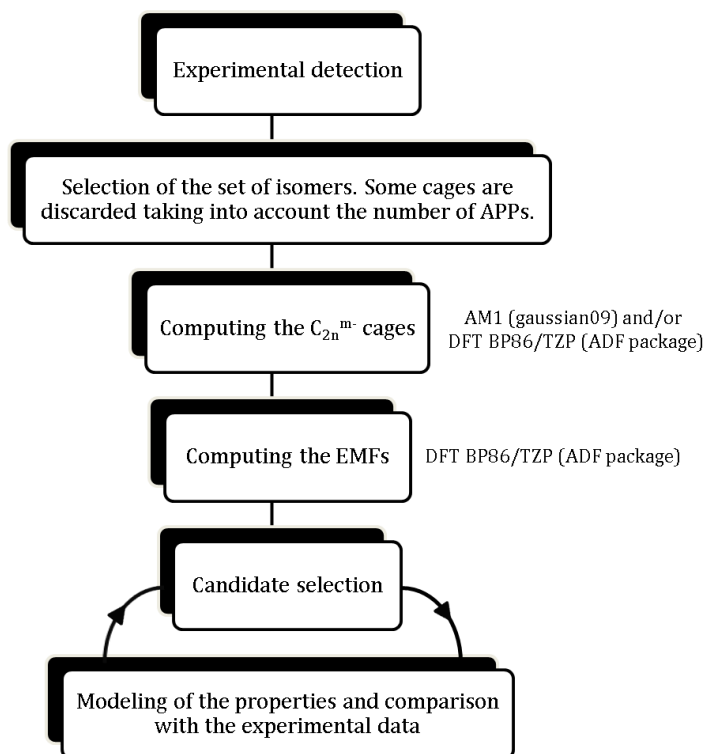 Experimental detection
Selection of the set of isomers. Some cages are
discarded taking into account the number of APPs.
Computing the C₂ₙᵐ⁻ cages
AM1 (gaussian09) and/or
DFT BP86/TZP (ADF package)
Computing the EMFs
DFT BP86/TZP (ADF package)
Candidate selection
Modeling of the properties and comparison
with the experimental data